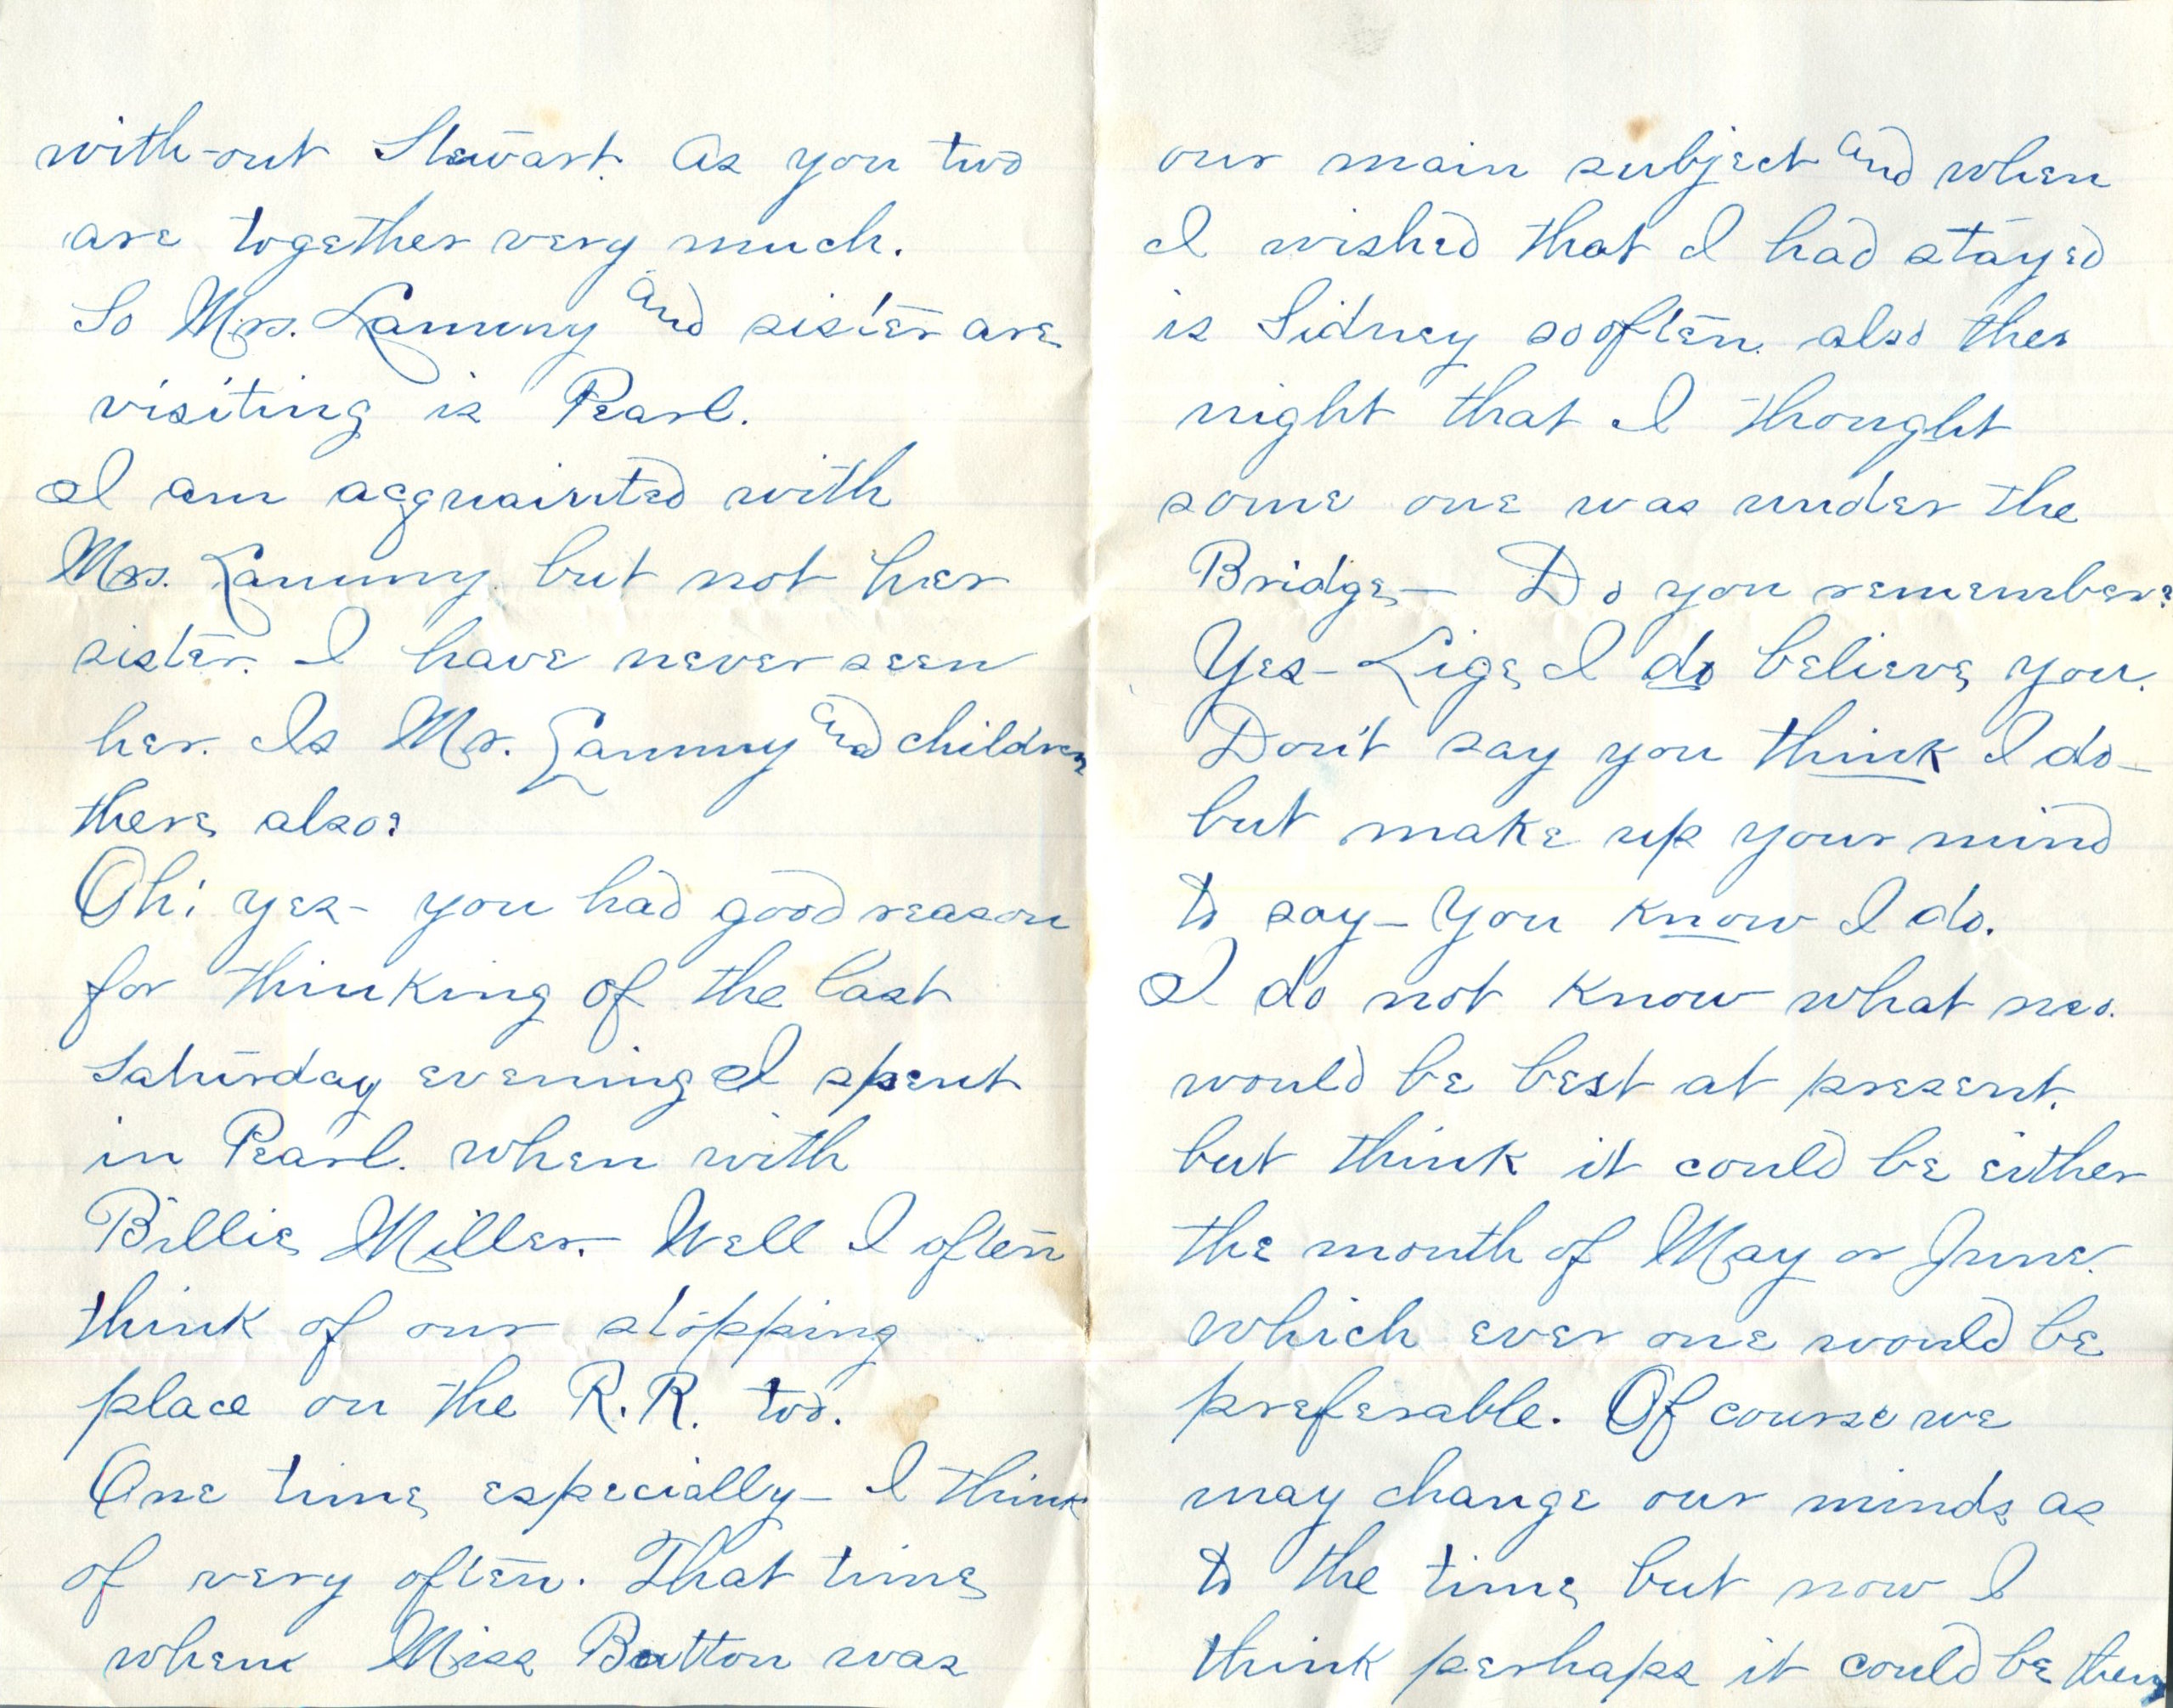 with-out Stewart. As you two
are together very much.
So Mrs. Lammy and sister are
visiting is Pearl.
I am acquainted with
Mrs. Lammy but not her
sister. I have never seen
her. Is Mr. Lammy and children
there also?
Oh! yes- you had good reason
for thinking of the last
Saturday evening I spent
in Pearl. when with
Billie Miller. Well I often
think of our stopping
place on the R.R. too.
One time especially- I think
of very often. That time
when Miss Batton was
our main subject and when
I wished that I had stayed
is Sidney so often. also the
night that I thought
some one was under the
Bridge,- Do you remember?
Yes- Lige, I do believe you.
Don't say you think I do-
but make up your mind
to say- You know I do.
I do not know what mo.
would be best at present.
but think it could be either
the month of May or June.
which ever one would be
preferable. Of course we
may change our minds as
to the time, but now I
think perhaps it could be then